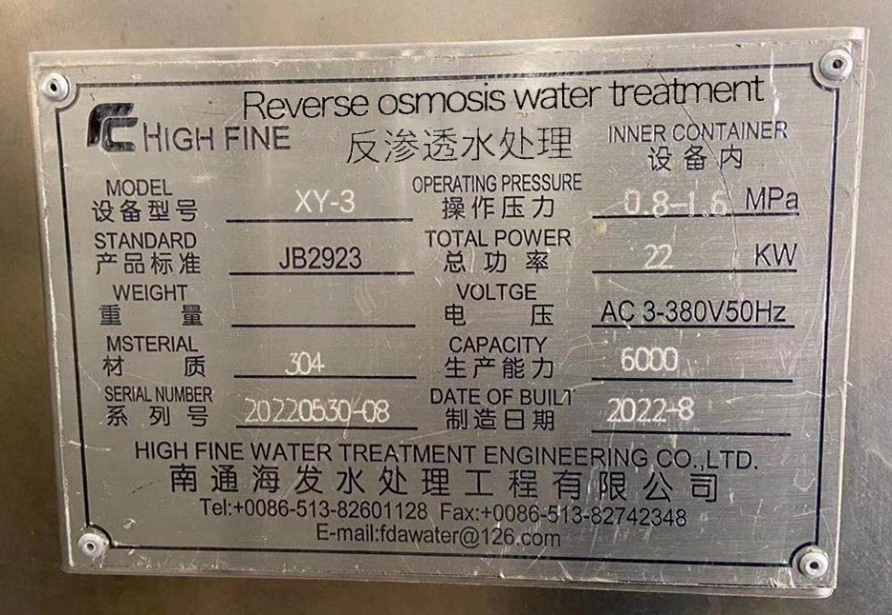 Reverse osmosis water treatment
HIGH FINE 反渗透水处理 INNER CONTAINER
设备内
MODEL XY-3 OPERATING PRESSURE 0.8-1.6 MPa
设备型号 操作压力
STANDARD JB2923 TOTAL POWER 22 KW
产品标准 总功率
WEIGHT VOLTGE AC 3-380V50Hz
重量 电压
MSTERIAL 304 CAPACITY 6000
材质 生产能力
SERIAL NUMBER 20220530-08 DATE OF BUILT 2022-8
系列号 制造日期
HIGH FINE WATER TREATMENT ENGINEERING CO.,LTD.
南通海发水处理工程有限公司
Tel:+0086-513-82601128 Fax:+0086-513-82742348
E-mail:fdawater@126.com